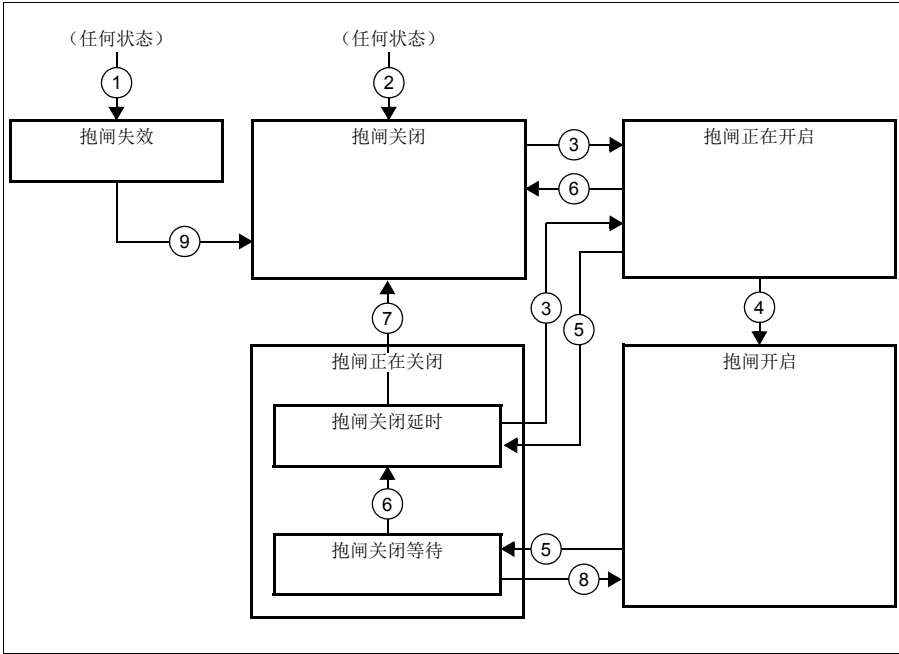 （任何状态）
（任何状态）
1
2
抱闸失效
抱闸关闭
3
抱闸正在开启
6
9
7
3
5
4
抱闸正在关闭
抱闸开启
抱闸关闭延时
6
抱闸关闭等待
5
8